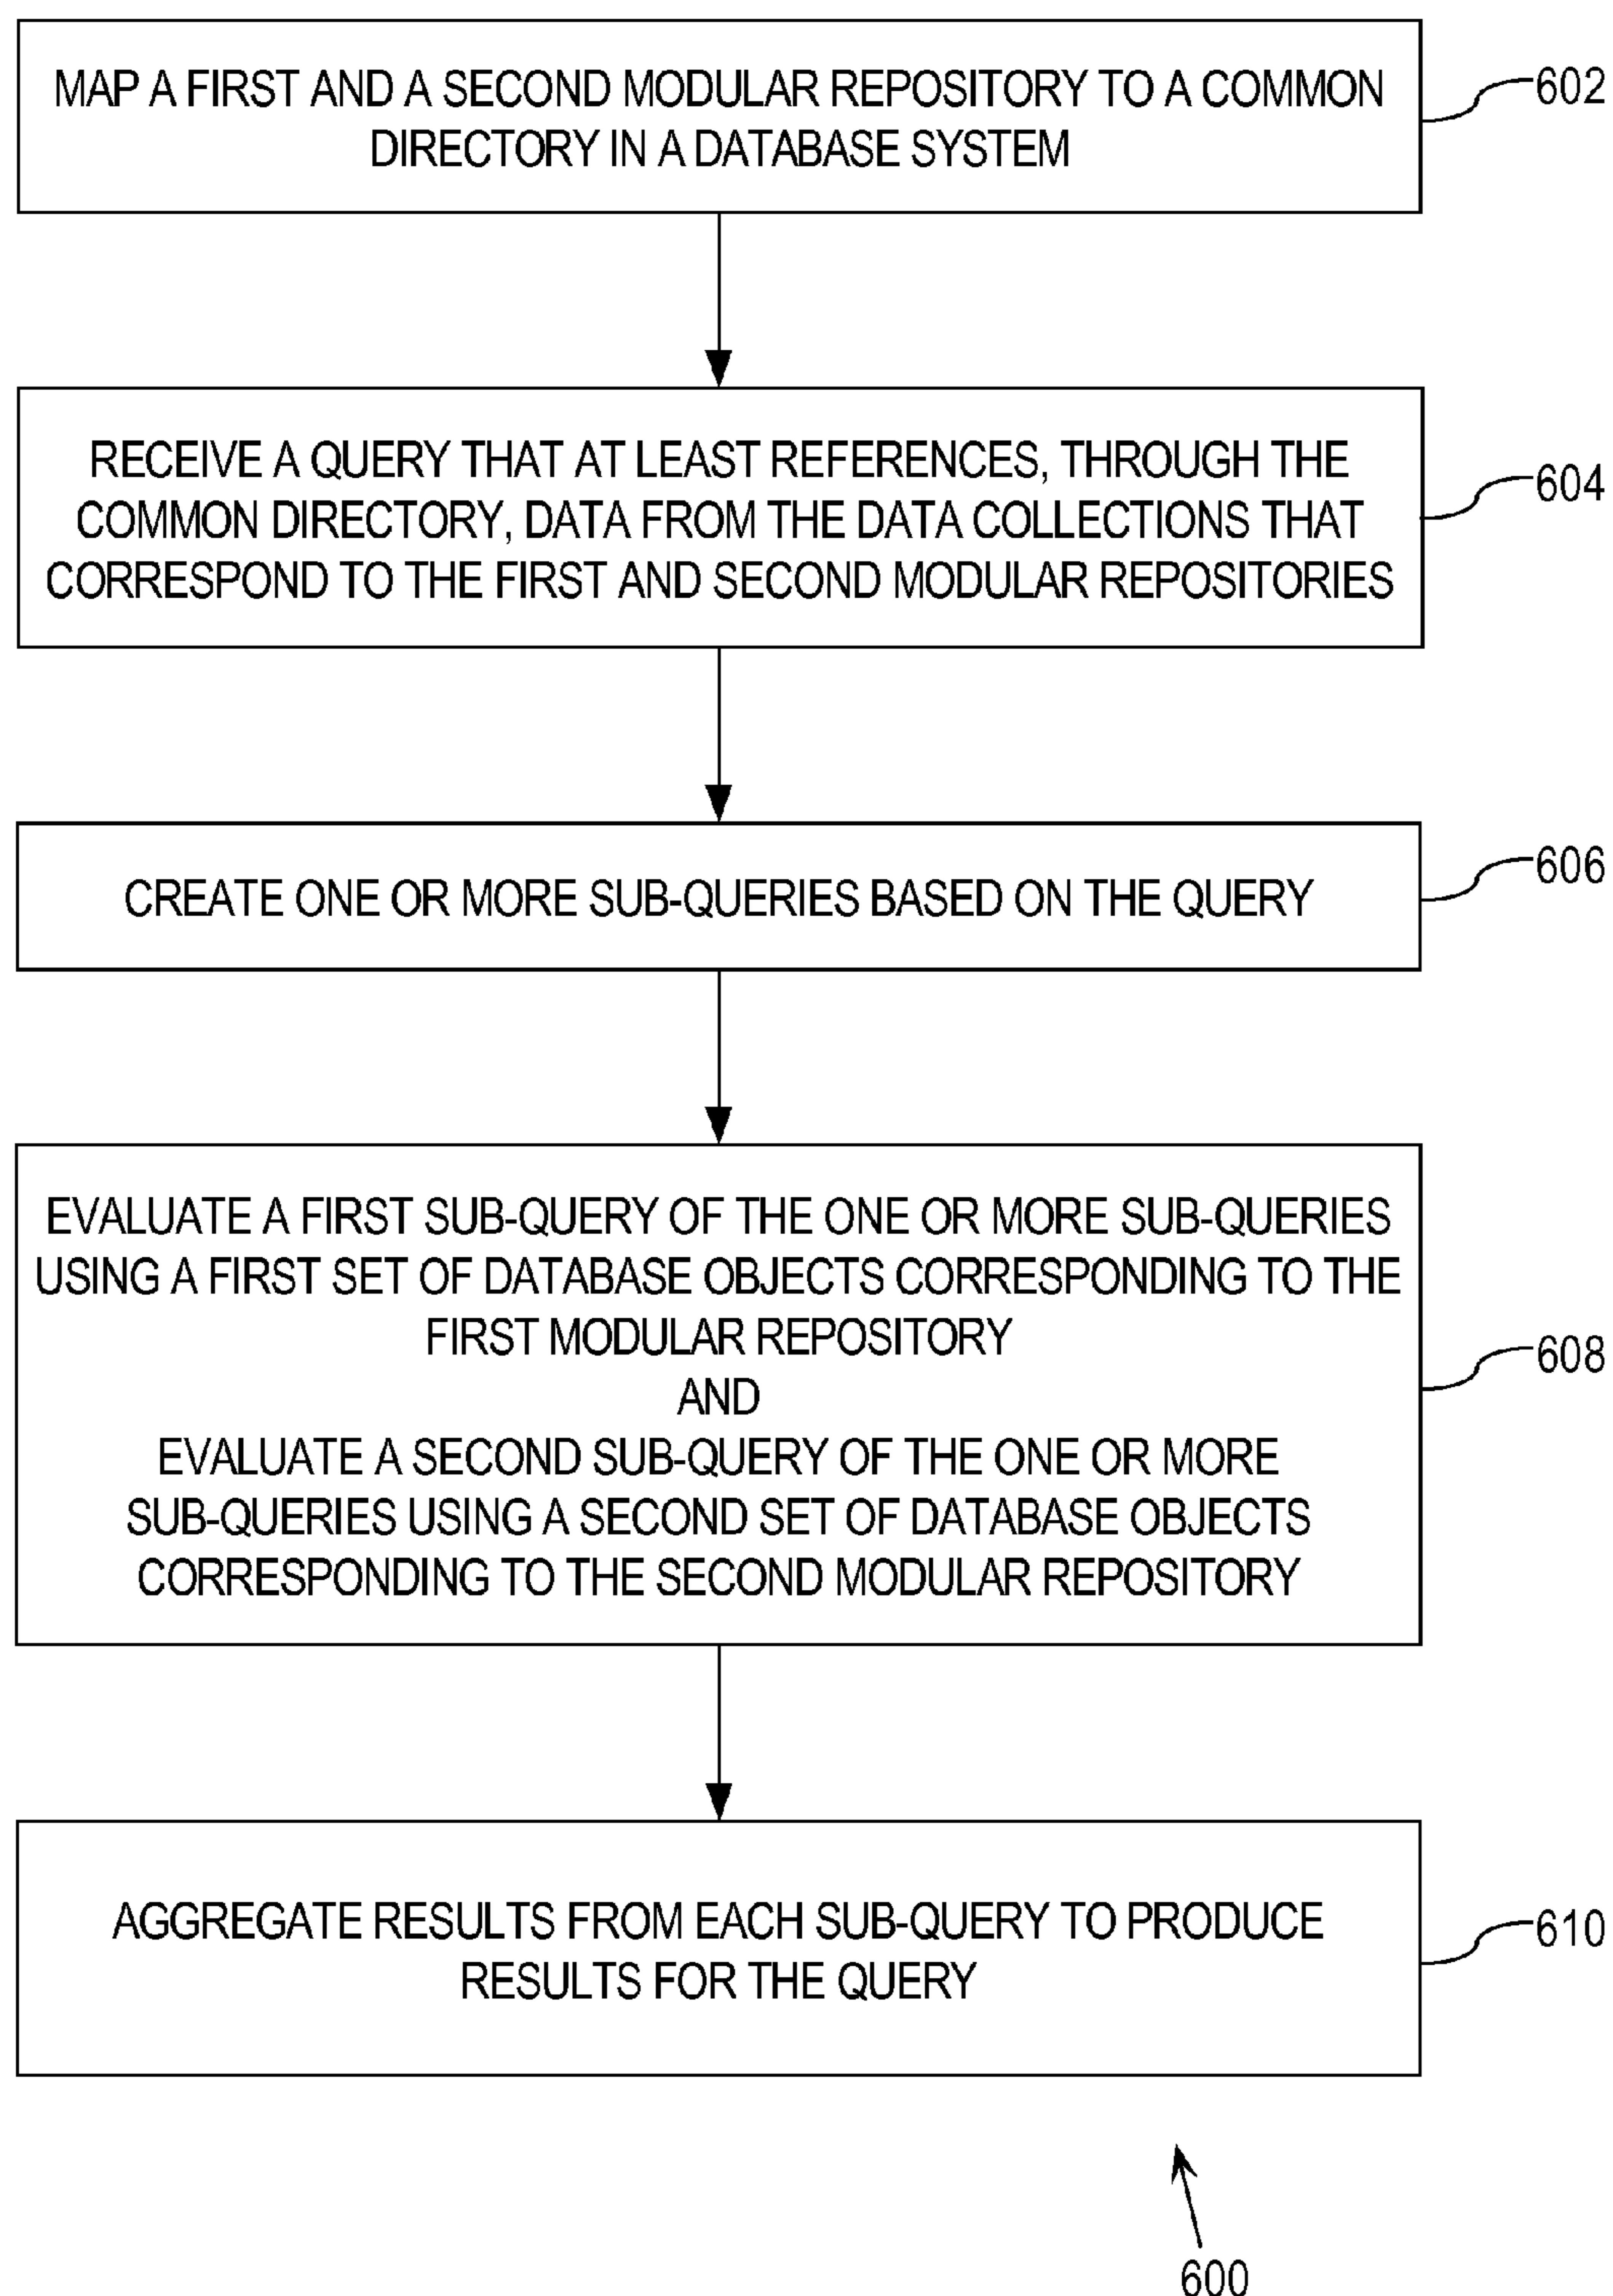 MAP A FIRST AND A SECOND MODULAR REPOSITORY TO A COMMON
DIRECTORY IN A DATABASE SYSTEM
602
RECEIVE A QUERY THAT AT LEAST REFERENCES, THROUGH THE
COMMON DIRECTORY, DATA FROM THE DATA COLLECTIONS THAT
CORRESPOND TO THE FIRST AND SECOND MODULAR REPOSITORIES
604
CREATE ONE OR MORE SUB-QUERIES BASED ON THE QUERY
606
EVALUATE A FIRST SUB-QUERY OF THE ONE OR MORE SUB-QUERIES
USING A FIRST SET OF DATABASE OBJECTS CORRESPONDING TO THE
FIRST MODULAR REPOSITORY
AND
EVALUATE A SECOND SUB-QUERY OF THE ONE OR MORE
SUB-QUERIES USING A SECOND SET OF DATABASE OBJECTS
CORRESPONDING TO THE SECOND MODULAR REPOSITORY
608
AGGREGATE RESULTS FROM EACH SUB-QUERY TO PRODUCE
RESULTS FOR THE QUERY
610
600